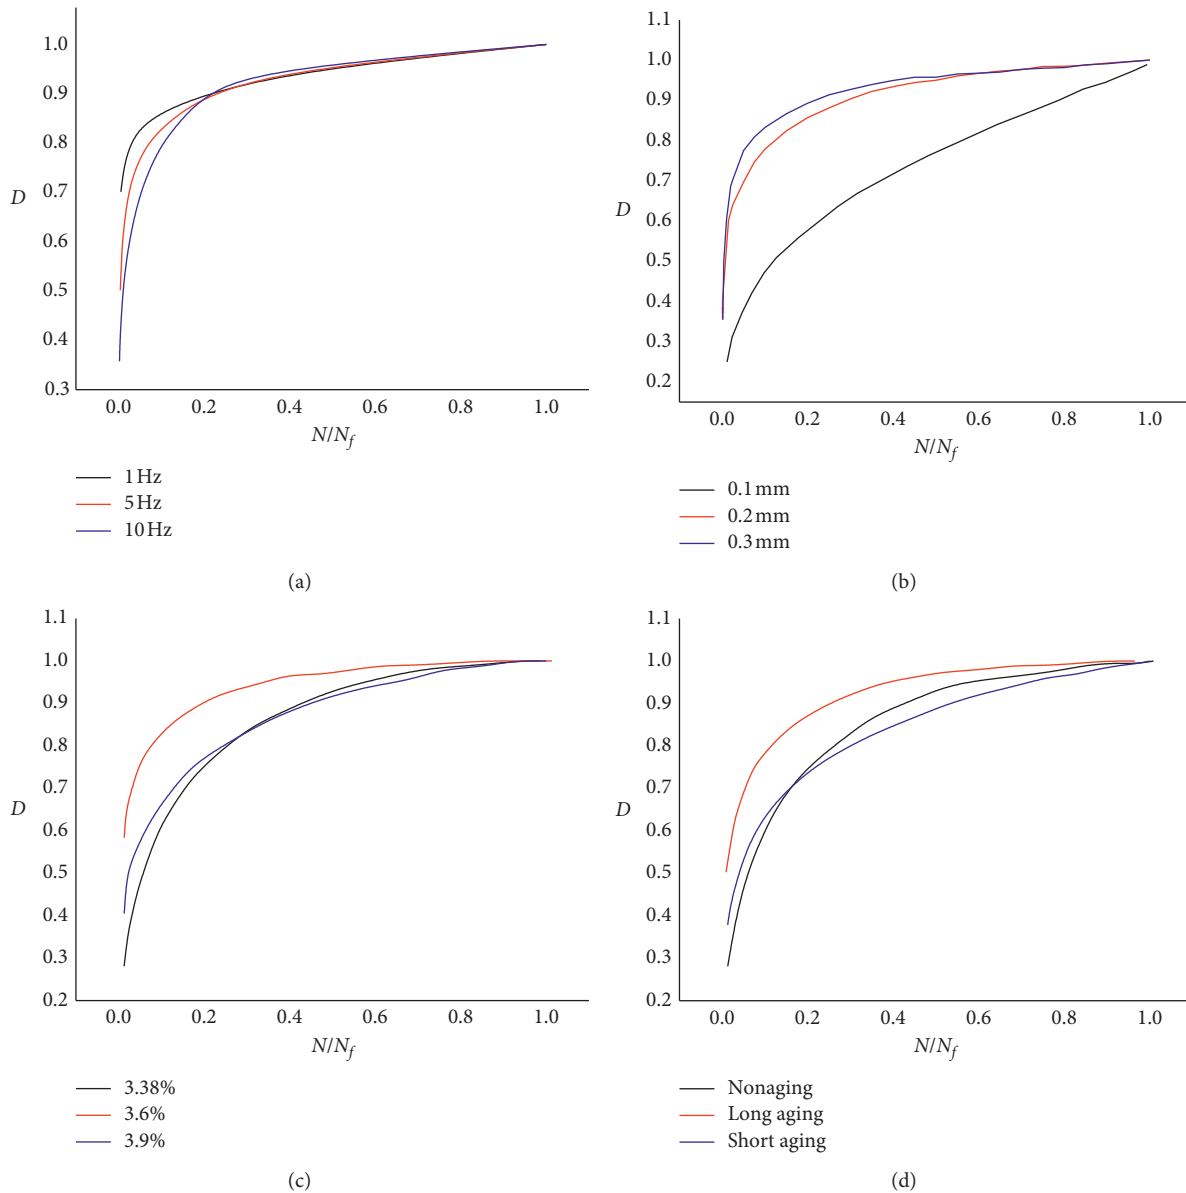 1.0
0.9
0.8
0.7
0.6
0.5
0.4
0.3
D
0.0 0.2 0.4 0.6 0.8 1.0
N/Nf
1 Hz
5 Hz
10 Hz
(a)
1.1
1.0
0.9
0.8
0.7
0.6
0.5
0.4
0.3
0.2
D
0.0 0.2 0.4 0.6 0.8 1.0
N/Nf
0.1 mm
0.2 mm
0.3 mm
(b)
1.1
1.0
0.9
0.8
0.7
0.6
0.5
0.4
0.3
0.2
D
0.0 0.2 0.4 0.6 0.8 1.0
N/Nf
3.38%
3.6%
3.9%
(c)
1.1
1.0
0.9
0.8
0.7
0.6
0.5
0.4
0.3
0.2
D
0.0 0.2 0.4 0.6 0.8 1.0
N/Nf
Nonaging
Long aging
Short aging
(d)